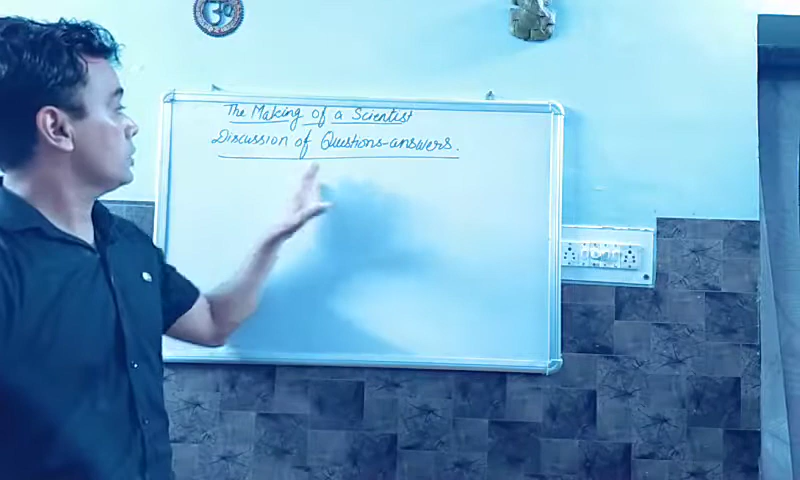 ॐ
The Making of a Scientist
Discussion of Questions-answers.